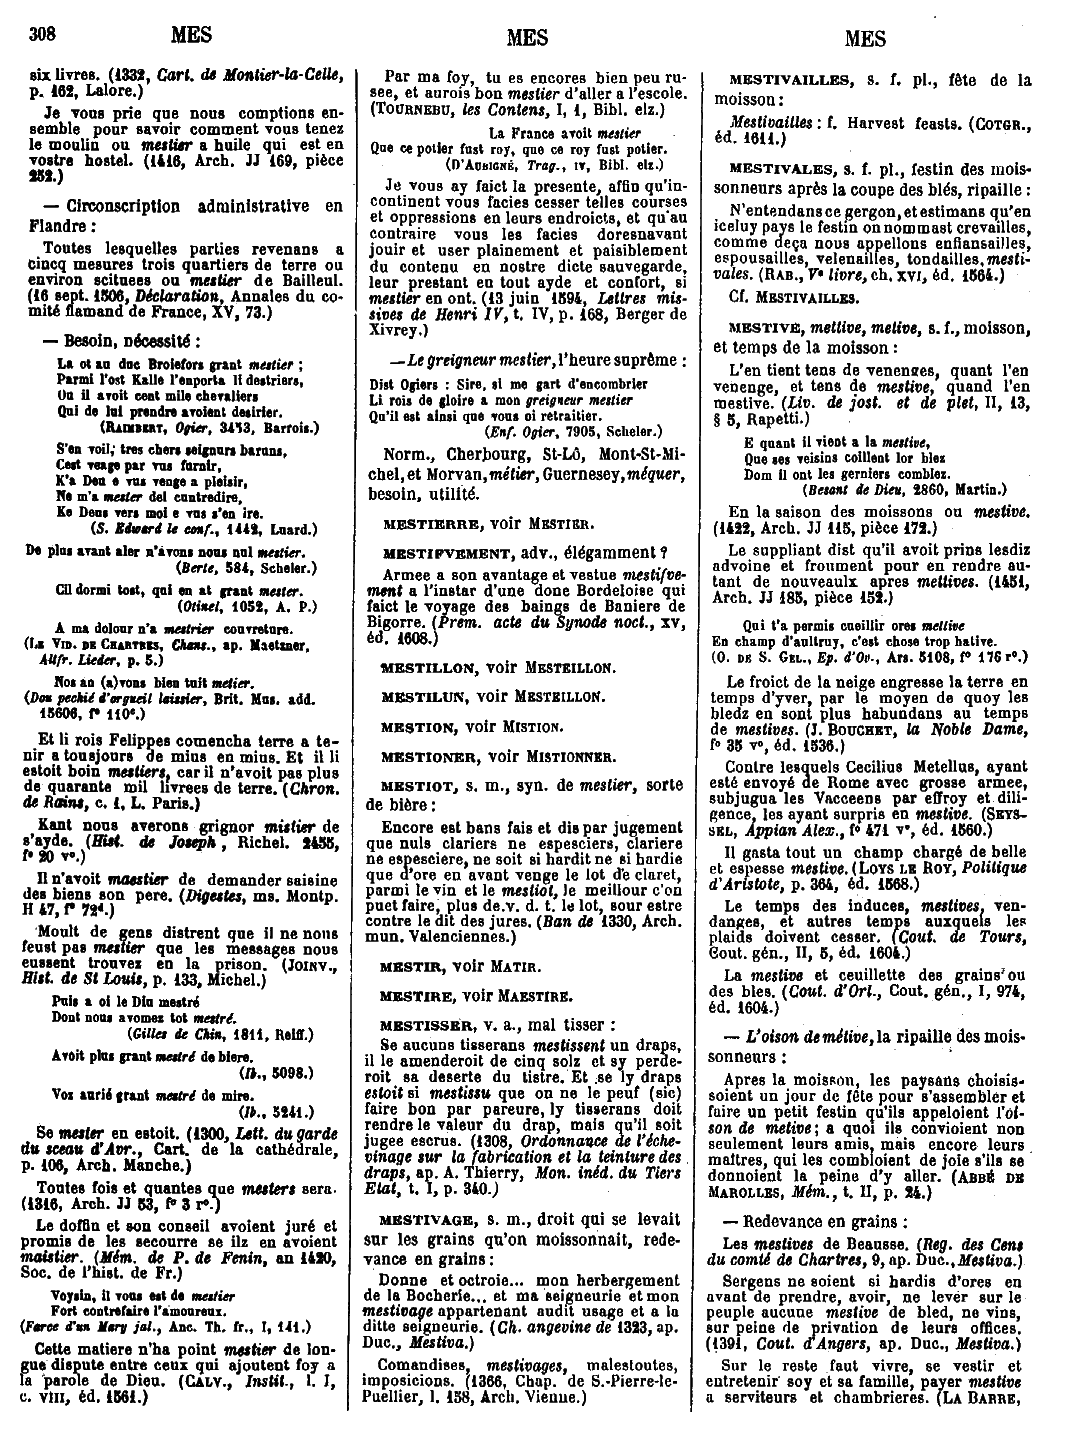 308 MES MES MES
six livres. (1332, Cart. de Montier-la-Celle,
p. 162, Lalore.)
Je vous prie que nous comptions en-
semble pour savoir comment vous tenez
le moulin ou mestier a huile qui est en
vostre hostel. (1416, Arch. JJ 169, pièce
252.)
— Circonscription administrative en
Flandre :
Toutes lesquelles parties revenans a
cincq mesures trois quartiers de terre ou
environ scituees ou mestier de Bailleul.
(16 sept. 1506, Déclaration, Annales du co-
mité flamand de France, XV, 73.)
— Besoin, nécessité :
La ot au duc Broiefors grant mestier ;
Parmi l'ost Kalle l'enporta li destriers,
Ou il avoit cent mile chevaliers
Qui de lui prendre avoient desirier.
(RAIMBERT, Ogier, 3453, Barrois.)
S'en voil; tres chers seignurs baruns,
Cest venge par vus furnir,
K'a Deu e vus venge a pleisir,
Ne m'a mester del cuntredire,
Ke Deus vers moi e vus s'en ire.
(S. Edward le conf., 1442, Luard.)
De plus avant aler n'avons nous nul mestier.
(Berte, 584, Scheler.)
Cil dormi tost, qui en at grant mester.
(Otinel, 1052, A. P.)
A ma dolour n'a mestrier couvreture.
(LE VID. DE CHARTRES, Chans., ap. Maetzner,
Altfr. Lieder, p. 5.)
Nos an (a)vons bien tuit metier.
(Dou pechié d'orgueil laissier, Brit. Mus. add.
15606, f° 110°.)
Et li rois Felippes comencha terre a te-
nir a tousjours de mius en mius. Et il li
estoit boin mestiers, car il n'avoit pas plus
de quarante mil livrees de terre. (Chron.
de Rains, c. 1, L. Paris.)
Kant nous averons grignor mistier de
s'ayde. (Hist. de Joseph, Richel. 2455,
f° 20 v°.)
Il n'avoit maestier de demander saisine
des biens son pere. (Digestes, ms. Montp.
H 47, f° 72ᵈ.)
Moult de gens distrent que il ne nous
feust pas mestier que les messages nous
eussent trouvez en la prison. (JOINV.,
Hist. de St Louis, p. 133, Michel.)
Puis a oi le Diu mestré
Dont nous avomez tot mestré.
(Gilles de Chin, 1811, Reiff.)
Avoit plus grant mestré de biere.
(Ib., 5098.)
Vos aurié grant mestré de mire.
(Ib., 5241.)
Se mester en estoit. (1300, Lett. du garde
du sceau d'Avr., Cart. de la cathédrale,
p. 106, Arch. Manche.)
Toutes fois et quantes que mesters sera.
(1316, Arch. JJ 53, f° 3 r°.)
Le dolfin et son conseil avoient juré et
promis de les secourre se ilz en avoient
maistier. (Mém. de P. de Fenin, an 1420,
Soc. de l'hist. de Fr.)
Voysin, il vous est de mestier
Fort contrefaire l'amoureux.
(Farce d'un Mary jal., Anc. Th. fr., I, 141.)
Cette matiere n'ha point mestier de lon-
gue dispute entre ceux qui ajoutent foy a
la parole de Dieu. (CALV., Instit., l. I,
c. VIII, éd. 1561.)
Par ma foy, tu es encores bien peu ru-
see, et aurois bon mestier d'aller a l'escole.
(TOURNEBU, les Contens, I, 1, Bibl. elz.)
La France avoit mestier
Que ce potier fust roy, que ce roy fust potier.
(D'AUBIGNÉ, Trag., IV, Bibl. elz.)
Je vous ay faict la presente, affin qu'in-
continent vous facies cesser telles courses
et oppressions en leurs endroicts, et qu'au
contraire vous les facies doresnavant
jouir et user plainement et paisiblement
du contenu en nostre dicte sauvegarde,
leur prestant en tout ayde et confort, si
mestier en ont. (13 juin 1594, Lettres mis-
sives de Henri IV, t. IV, p. 168, Berger de
Xivrey.)
— Le greigneur mestier, l'heure suprême :
Dist Ogiers : Sire, si me gart d'encombrier
Li rois de gloire a mon greigneur mestier
Qu'il est ainsi que vous oi retraitier.
(Enf. Ogier, 7905, Scheler.)
Norm., Cherbourg, St-Lô, Mont-St-Mi-
chel, et Morvan, métier, Guernesey, méquer,
besoin, utilité.
MESTIERRE, voir MESTIER.
MESTIFVEMENT, adv., élégamment ?
Armee a son avantage et vestue mestifve-
ment a l'instar d'une done Bordeloise qui
faict le voyage des baings de Baniere de
Bigorre. (Prem. acte du Synode noct., XV,
éd. 1608.)
MESTILLON, voir MESTEILLON.
MESTILUN, voir MESTEILLON.
MESTION, voir MISTION.
MESTIONER, voir MISTIONNER.
MESTIOT, s. m., syn. de mestier, sorte
de bière :
Encore est bans fais et dis par jugement
que nuls clariers ne espesciers, clariere
ne espesciere, ne soit si hardit ne si hardie
que d'ore en avant venge le lot de claret,
parmi le vin et le mestiot, le meillour c'on
puet faire, plus de.v. d. t. le lot, sour estre
contre le dit des jures. (Ban de 1330, Arch.
mun. Valenciennes.)
MESTIR, voir MATIR.
MESTIRE, voir MAESTIRE.
MESTISSER, v. a., mal tisser :
Se aucuns tisserans mestissent un draps,
il le amenderoit de cinq solz et sy perde-
roit sa deserte du tistre. Et se ly draps
estoit si mestissu que on ne le peuf (sic)
faire bon par pareure, ly tisserans doit
rendre le valeur du drap, mais qu'il soit
jugee escrus. (1308, Ordonnance de l'éche-
vinage sur la fabrication et la teinture des
draps, ap. A. Thierry, Mon. inéd. du Tiers
Etat, t. I, p. 340.)
MESTIVAGE, s. m., droit qui se levait
sur les grains qu'on moissonnait, rede-
vance en grains :
Donne et octroie... mon herbergement
de la Bocherie... et ma seigneurie et mon
mestivage appartenant audit usage et a la
ditte seigneurie. (Ch. angevine de 1323, ap.
Duc., Mestiva.)
Comandises, mestivages, malestoutes,
imposicions. (1366, Chap. de S.-Pierre-le-
Puellier, l. 158, Arch. Vienne.)
MESTIVAILLES, s. f. pl., fête de la
moisson :
Mestivailles : f. Harvest feasts. (COTGR.,
éd. 1611.)
MESTIVALES, s. f. pl., festin des mois-
sonneurs après la coupe des blés, ripaille :
N'entendans ce gergon, et estimans qu'en
iceluy pays le festin on nommast crevailles,
comme deça nous appellons enfiansailles,
espousailles, velenailles, tondailles, mesti-
vales. (RAB., V° livre, ch. XVI, éd. 1564.)
Cf. MESTIVAILLES.
MESTIVE, mettive, metive, s. f., moisson,
et temps de la moisson :
L'en tient tens de venenges, quant l'en
venenge, et tens de mestive, quand l'en
mestive. (Liv. de jost. et de plet, II, 13,
§ 5, Rapetti.)
E quant il vient a la mestive,
Que ses veisins coillent lor blez
Dom il ont les gerniers comblez.
(Besant de Dieu, 2860, Martin.)
En la saison des moissons ou mestive.
(1422, Arch. JJ 115, pièce 172.)
Le suppliant dist qu'il avoit prins lesdiz
advoine et froument pour en rendre au-
tant de nouveaulx apres mettives. (1451,
Arch. JJ 185, pièce 152.)
Qui t'a permis cueillir ores mettive
En champ d'aultruy, c'est chose trop hative.
(O. DE S. GEL., Ep. d'Ov., Ars. 5108, f° 176 r°.)
Le froict de la neige engresse la terre en
temps d'yver, par le moyen de quoy les
bledz en sont plus habundans au temps
de mestives. (J. BOUCHET, la Noble Dame,
f° 35 v°, éd. 1536.)
Contre lesquels Cecilius Metellus, ayant
esté envoyé de Rome avec grosse armee,
subjugua les Vacceens par effroy et dili-
gence, les ayant surpris en mestive. (SEYS-
SEL, Appian Alex., f° 471 v°, éd. 1560.)
Il gasta tout un champ chargé de belle
et espesse mestive. (LOYS LE ROY, Politique
d'Aristote, p. 364, éd. 1568.)
Le temps des induces, mestives, ven-
danges, et autres temps auxquels les
plaids doivent cesser. (Cout. de Tours,
Cout. gén., II, 5, éd. 1604.)
La mestive et ceuillette des grains ou
des bles. (Cout. d'Orl., Cout. gén., I, 974,
éd. 1604.)
— L'oison de métive, la ripaille des mois-
sonneurs :
Apres la moisson, les paysans choisis-
soient un jour de fête pour s'assembler et
faire un petit festin qu'ils appeloient l'oi-
son de metive; a quoi ils convioient non
seulement leurs amis, mais encore leurs
maîtres, qui les combloient de joie s'ils se
donnoient la peine d'y aller. (ABBÉ DE
MAROLLES, Mém., t. II, p. 24.)
— Redevance en grains :
Les mestives de Beausse. (Reg. des Cens
du comté de Chartres, 9, ap. Duc., Mestiva.)
Sergens ne soient si hardis d'ores en
avant de prendre, avoir, ne lever sur le
peuple aucune mestive de bled, ne vins,
sur peine de privation de leurs offices.
(1391, Cout. d'Angers, ap. Duc., Mestiva.)
Sur le reste faut vivre, se vestir et
entretenir soy et sa famille, payer mestive
a serviteurs et chambrieres. (LA BARRE,